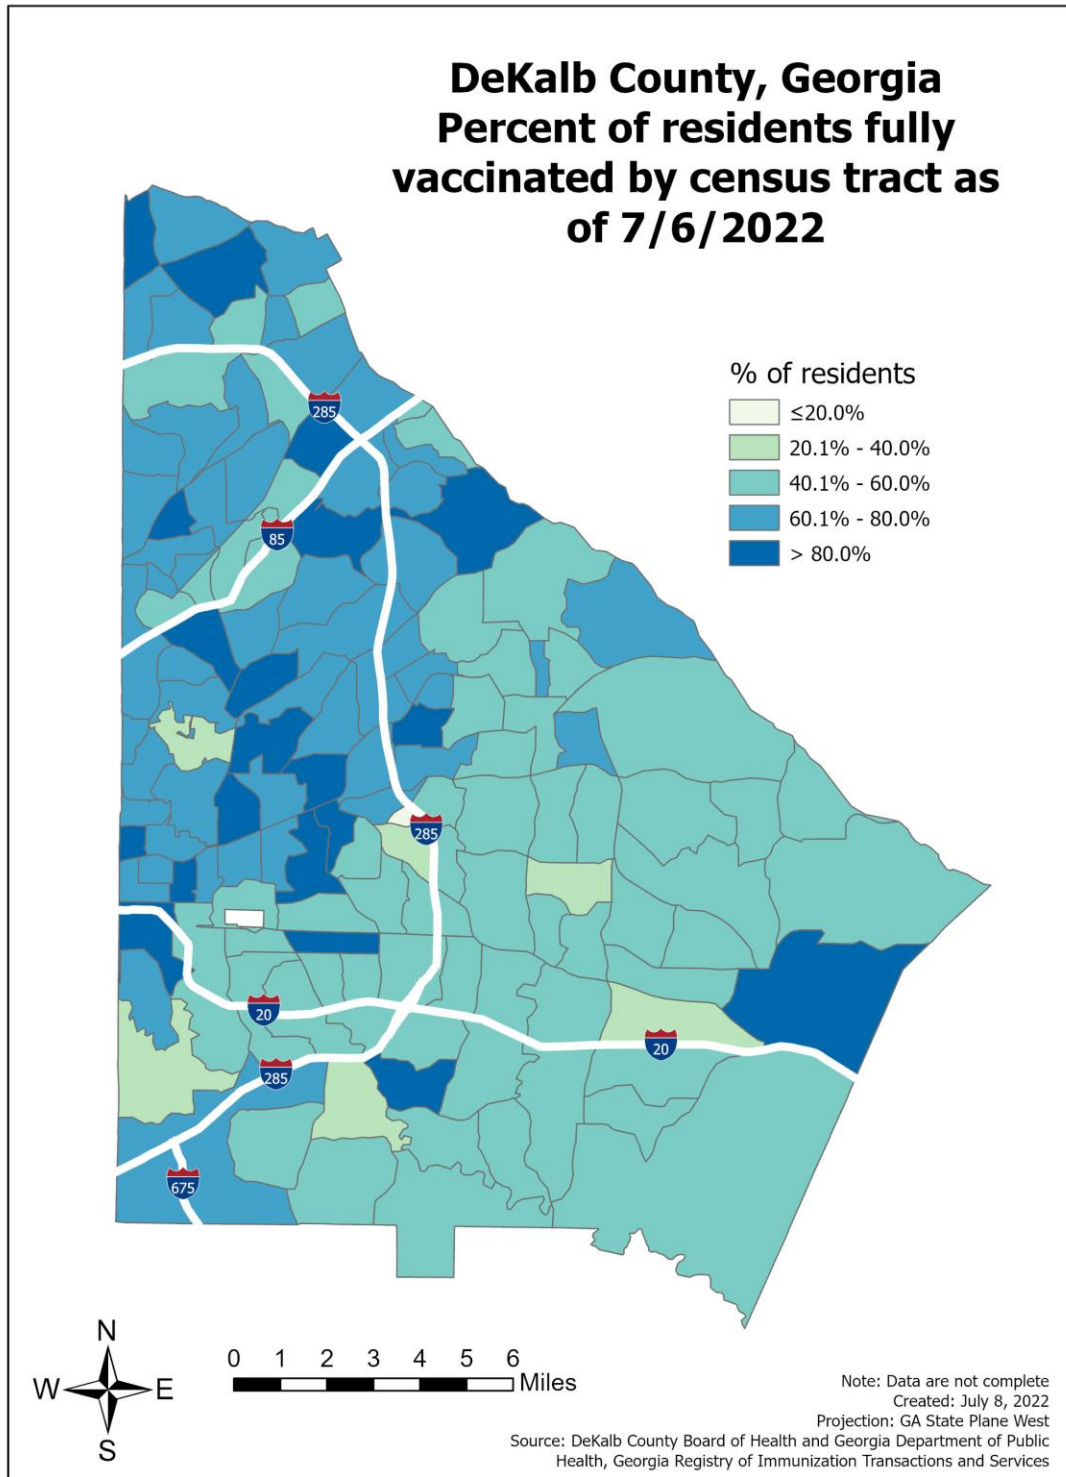 DeKalb County, Georgia
Percent of residents fully
vaccinated by census tract as
of 7/6/2022
% of residents
≤20.0%
20.1% - 40.0%
40.1% - 60.0%
60.1% - 80.0%
> 80.0%
285
85
285
20
20
285
675
N
W E
S
0 1 2 3 4 5 6
Miles
Note: Data are not complete
Created: July 8, 2022
Projection: GA State Plane West
Source: DeKalb County Board of Health and Georgia Department of Public
Health, Georgia Registry of Immunization Transactions and Services